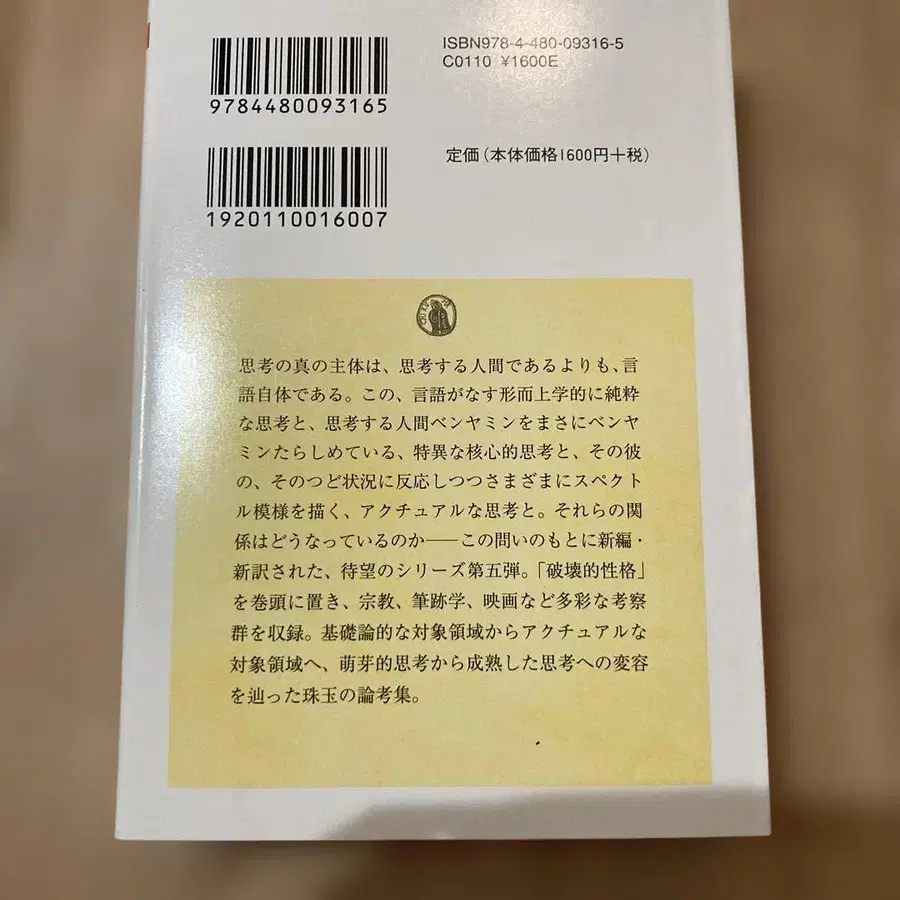 ISBN978-4-480-09316-5
C0110 ¥1600E
9784480093165
定価(本体価格1600円+税)
1920110016007
思考の真の主体は、思考する人間であるよりも、言
語自体である。この、言語がなす形而上学的に純粋
な思考と、思考する人間ベンヤミンをまさにベンヤ
ミンたらしめている、特異な核心的思考と、その彼
の、そのつど状況に反応しつつさまざまにスペクト
ル模様を描く、アクチュアルな思考と。それらの関
係はどうなっているのか──この問いのもとに新編・
新訳された、待望のシリーズ第五弾。「破壊的性格」
を巻頭に置き、宗教、筆跡学、映画など多彩な考察
群を収録。基礎論的な対象領域からアクチュアルな
対象領域へ、萌芽的思考から成熟した思考への変容
を辿った珠玉の論考集。